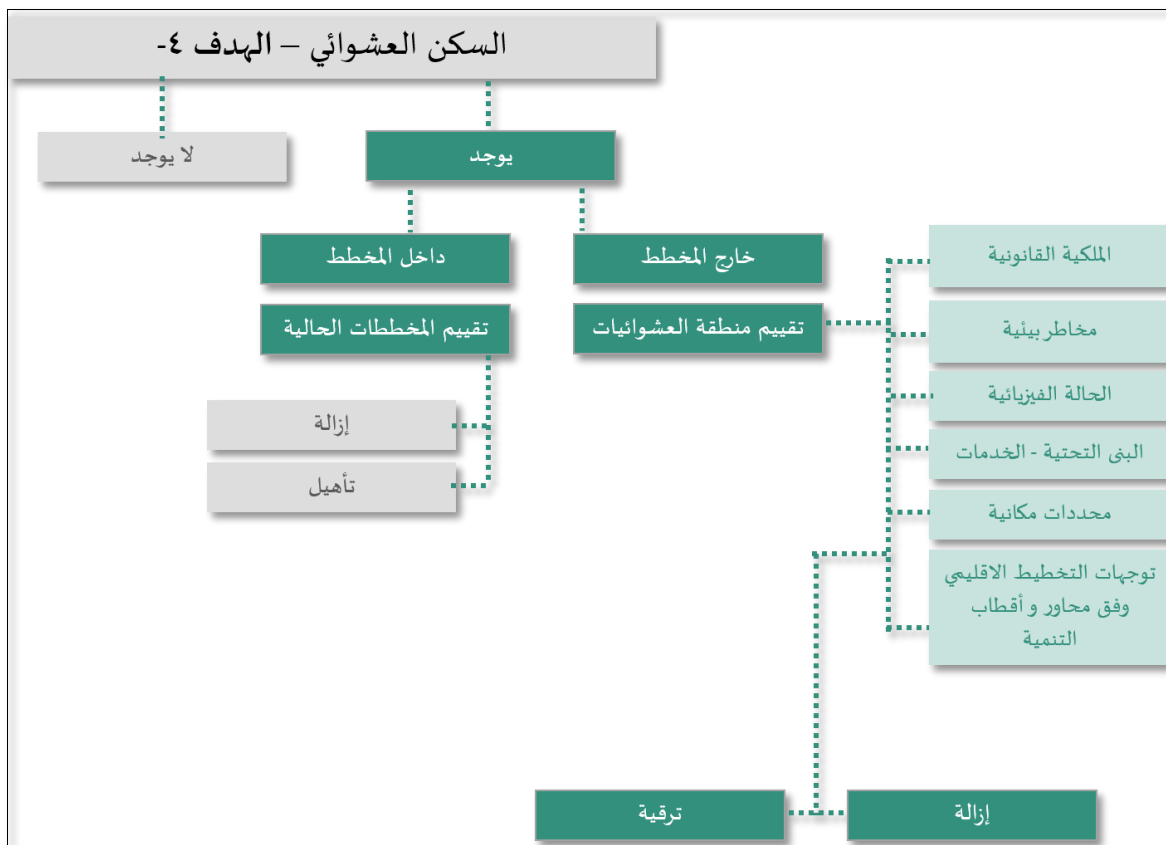 السكن العشوائي – الهدف ٤-
يوجد
لا يوجد
خارج المخطط
داخل المخطط
تقييم منطقة العشوائيات
تقييم المخططات الحالية
إزالة
تأهيل
الملكية القانونية
مخاطر بيئية
الحالة الفيزيائية
البنى التحتية - الخدمات
محددات مكانية
توجهات التخطيط الاقليمي
وفق محاور و أقطاب
التنمية
إزالة
ترقية